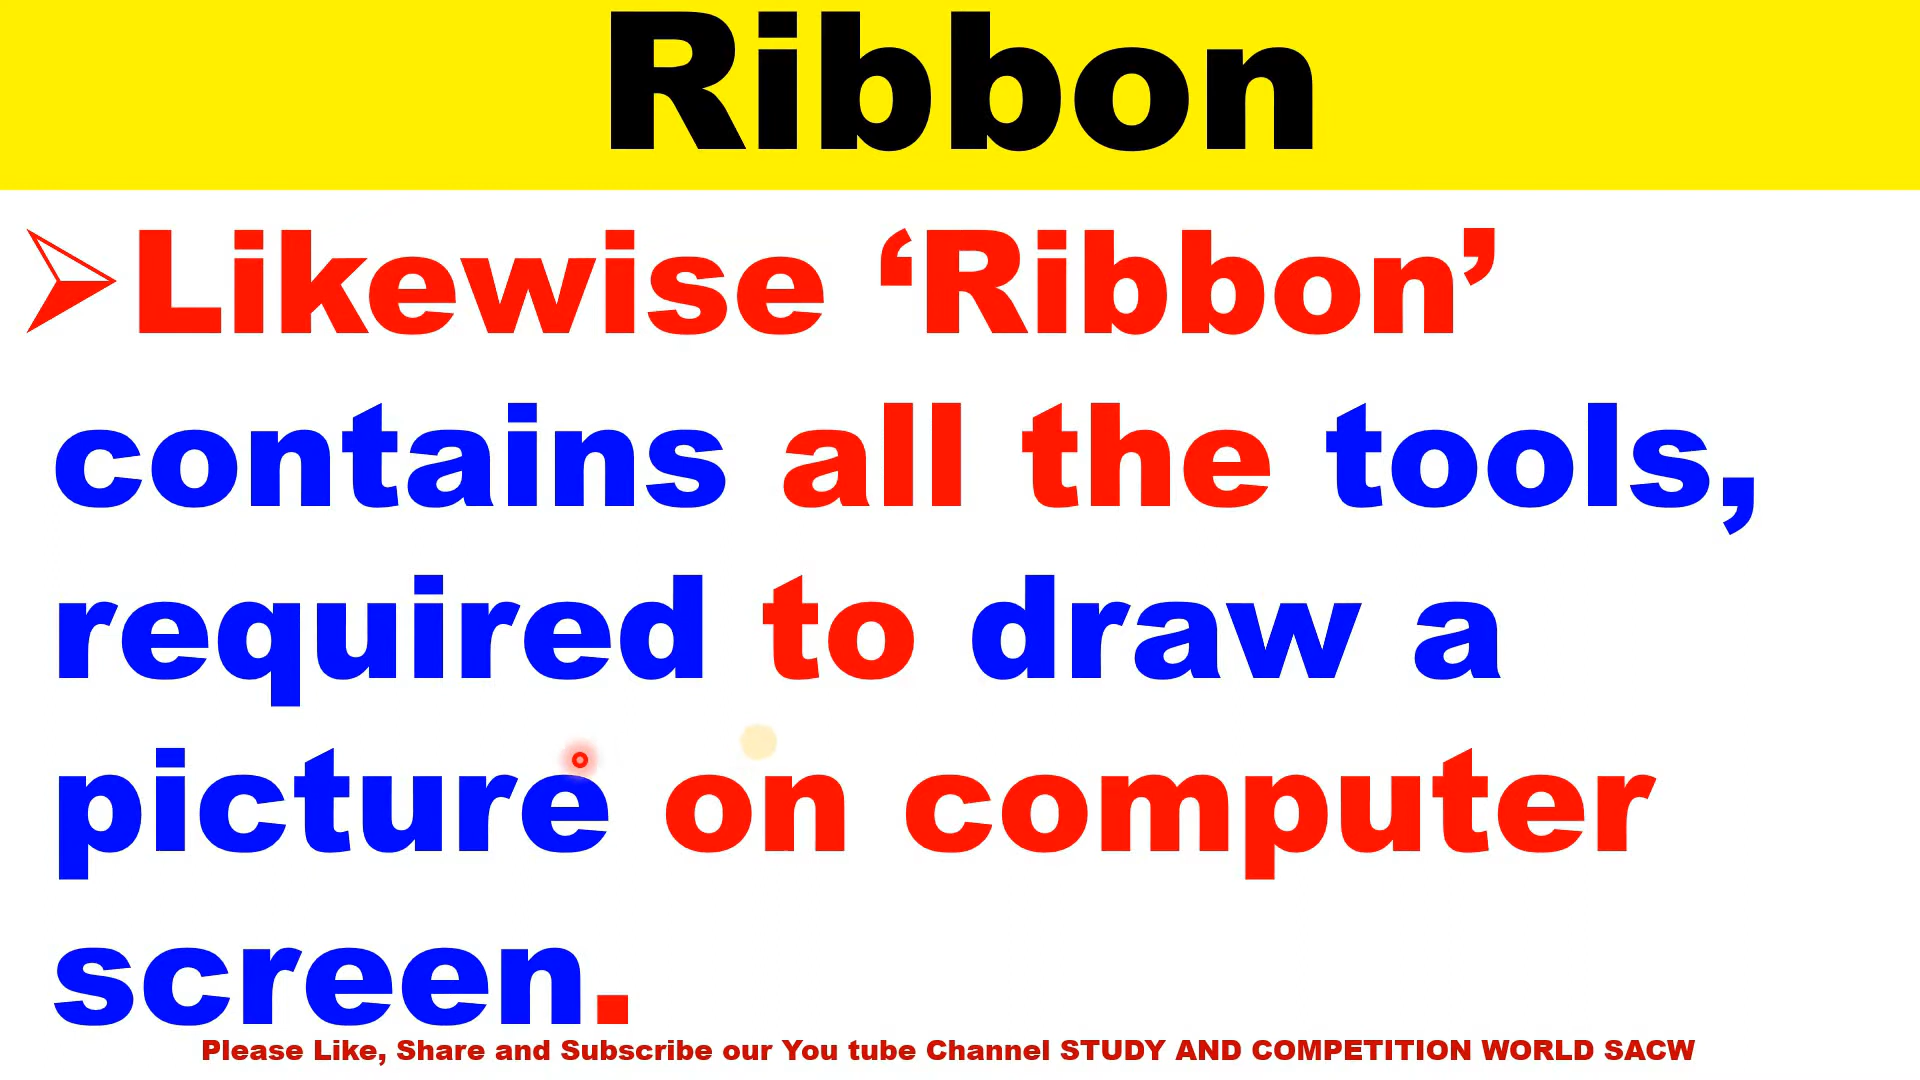 Ribbon
Likewise ‘Ribbon’
contains all the tools,
required to draw a
picture on computer
screen.
Please Like, Share and Subscribe our You tube Channel STUDY AND COMPETITION WORLD SACW